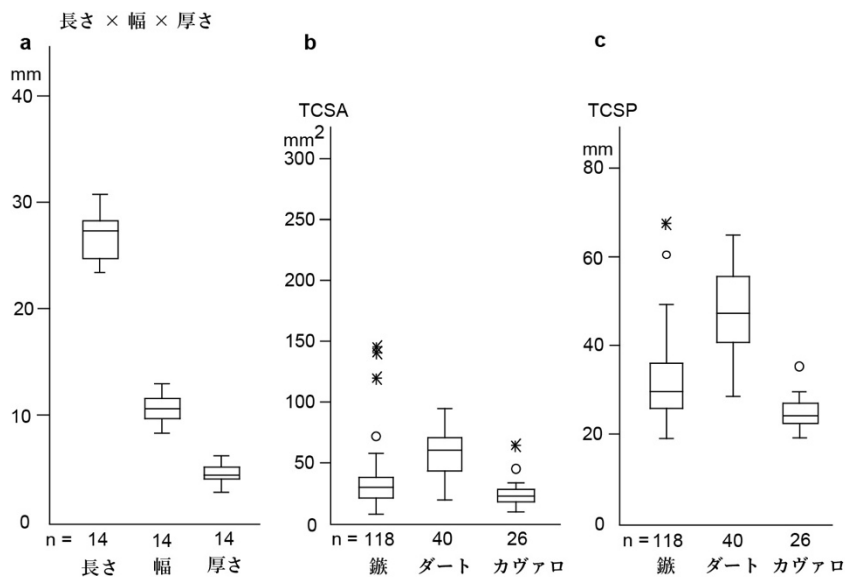 長さ × 幅 × 厚さ
a
mm
40
30
20
10
0
n = 14 14 14
長さ 幅 厚さ
b
TCSA
mm2
300
250
200
150
100
50
0
n = 118 40 26
鏃 ダート カヴァロ
c
TCSP
mm
80
60
40
20
0
n = 118 40 26
鏃 ダート カヴァロ